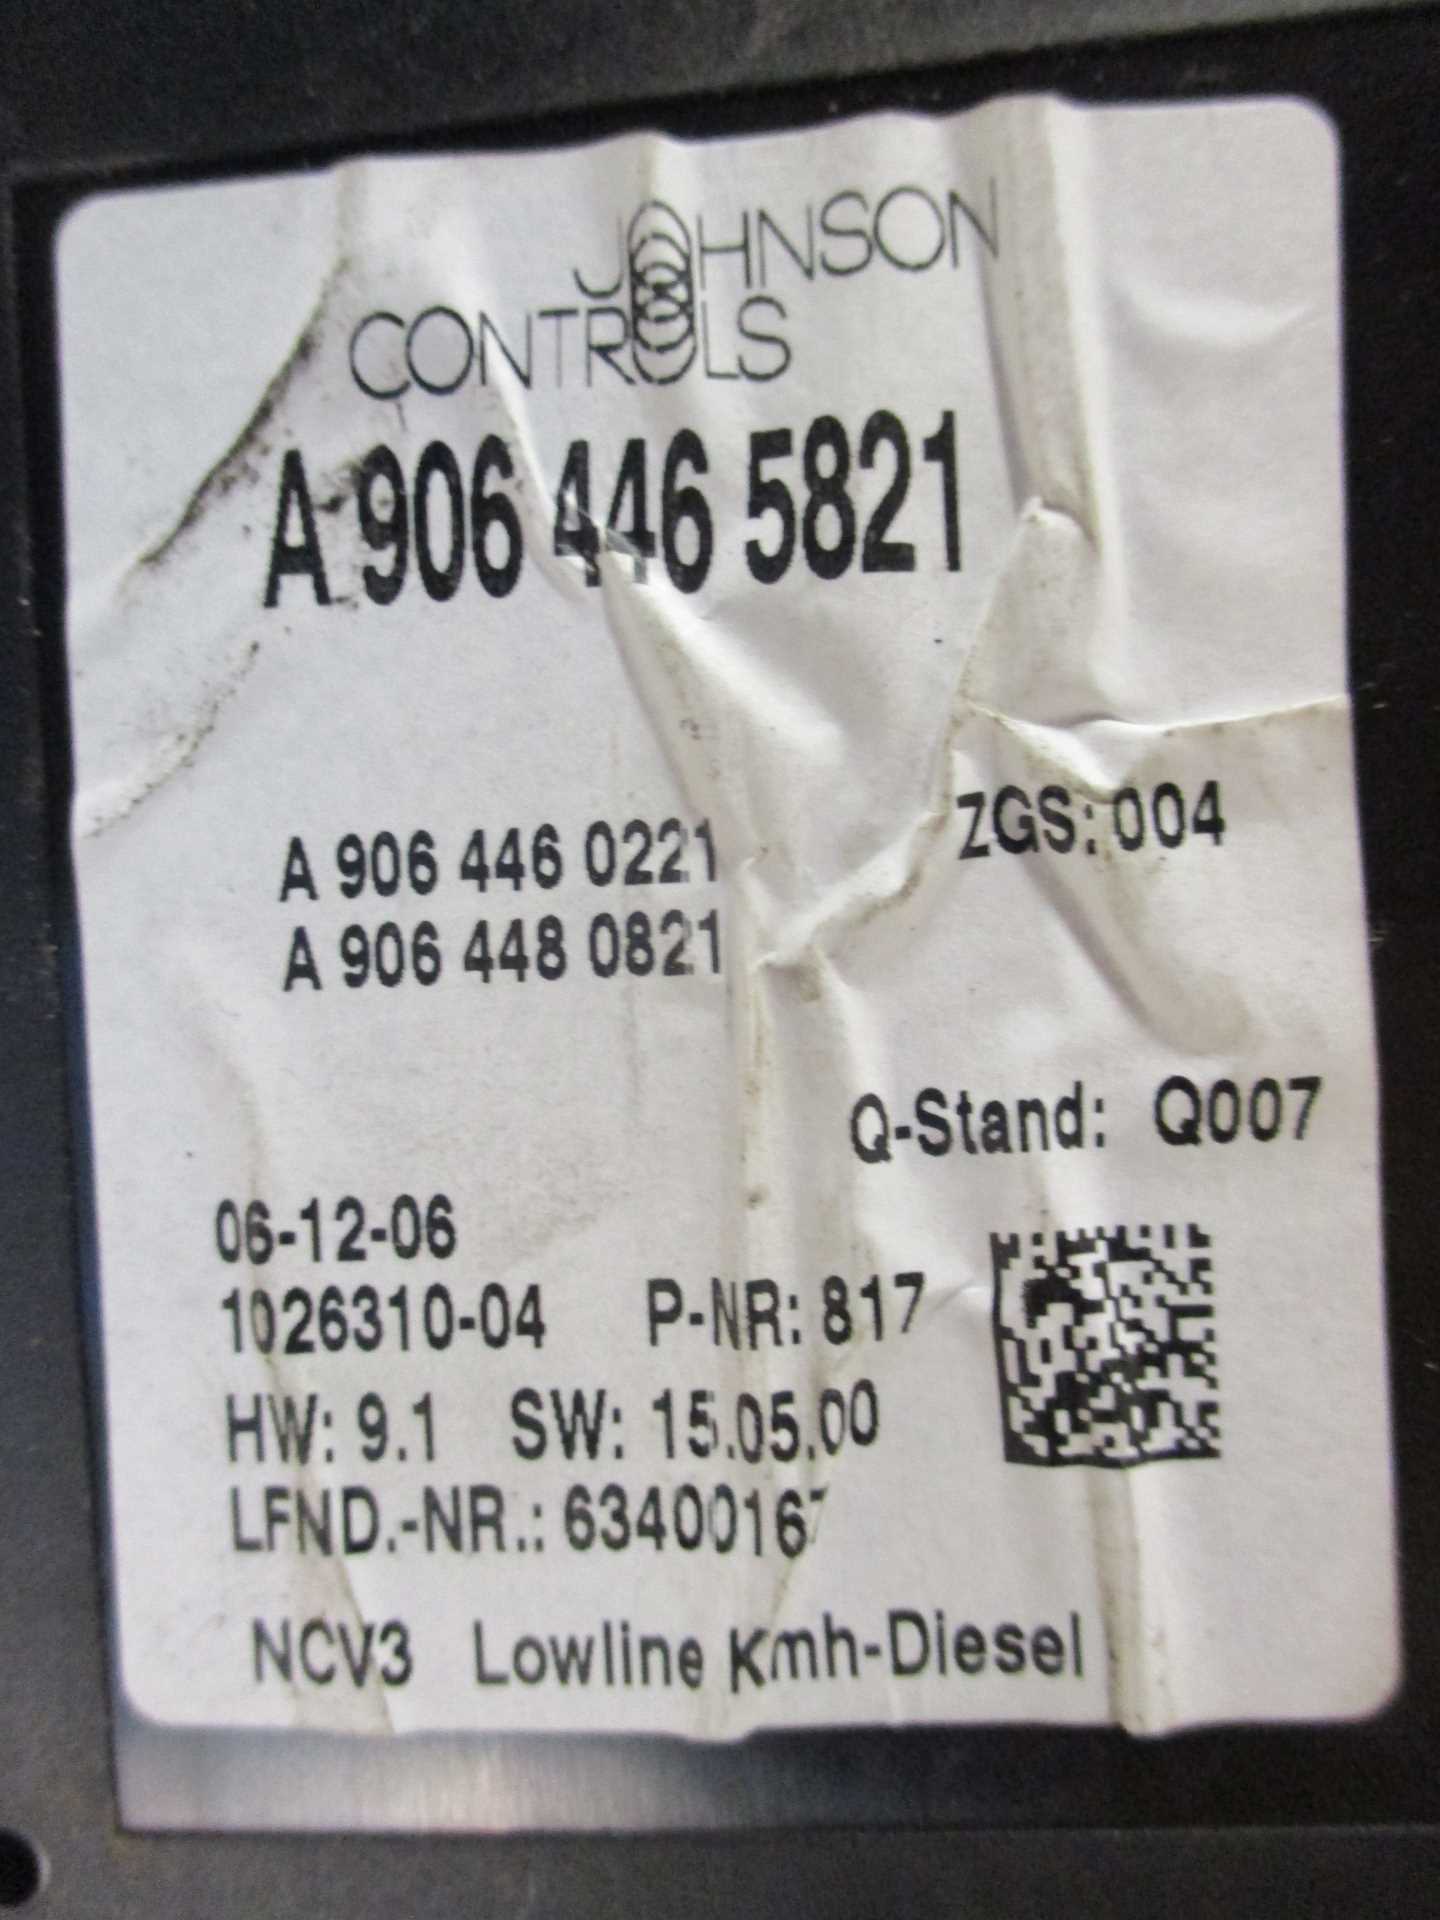 JOHNSON
CONTROLS
A 906 446 5821
A 906 446 0221
ZGS: 004
A 906 448 0821
Q-Stand: Q007
06-12-06
1026310-04 P-NR: 817
HW: 9.1 SW: 15.05.00
LFND.-NR.: 63400167
NCV3 Lowline Kmh-Diesel